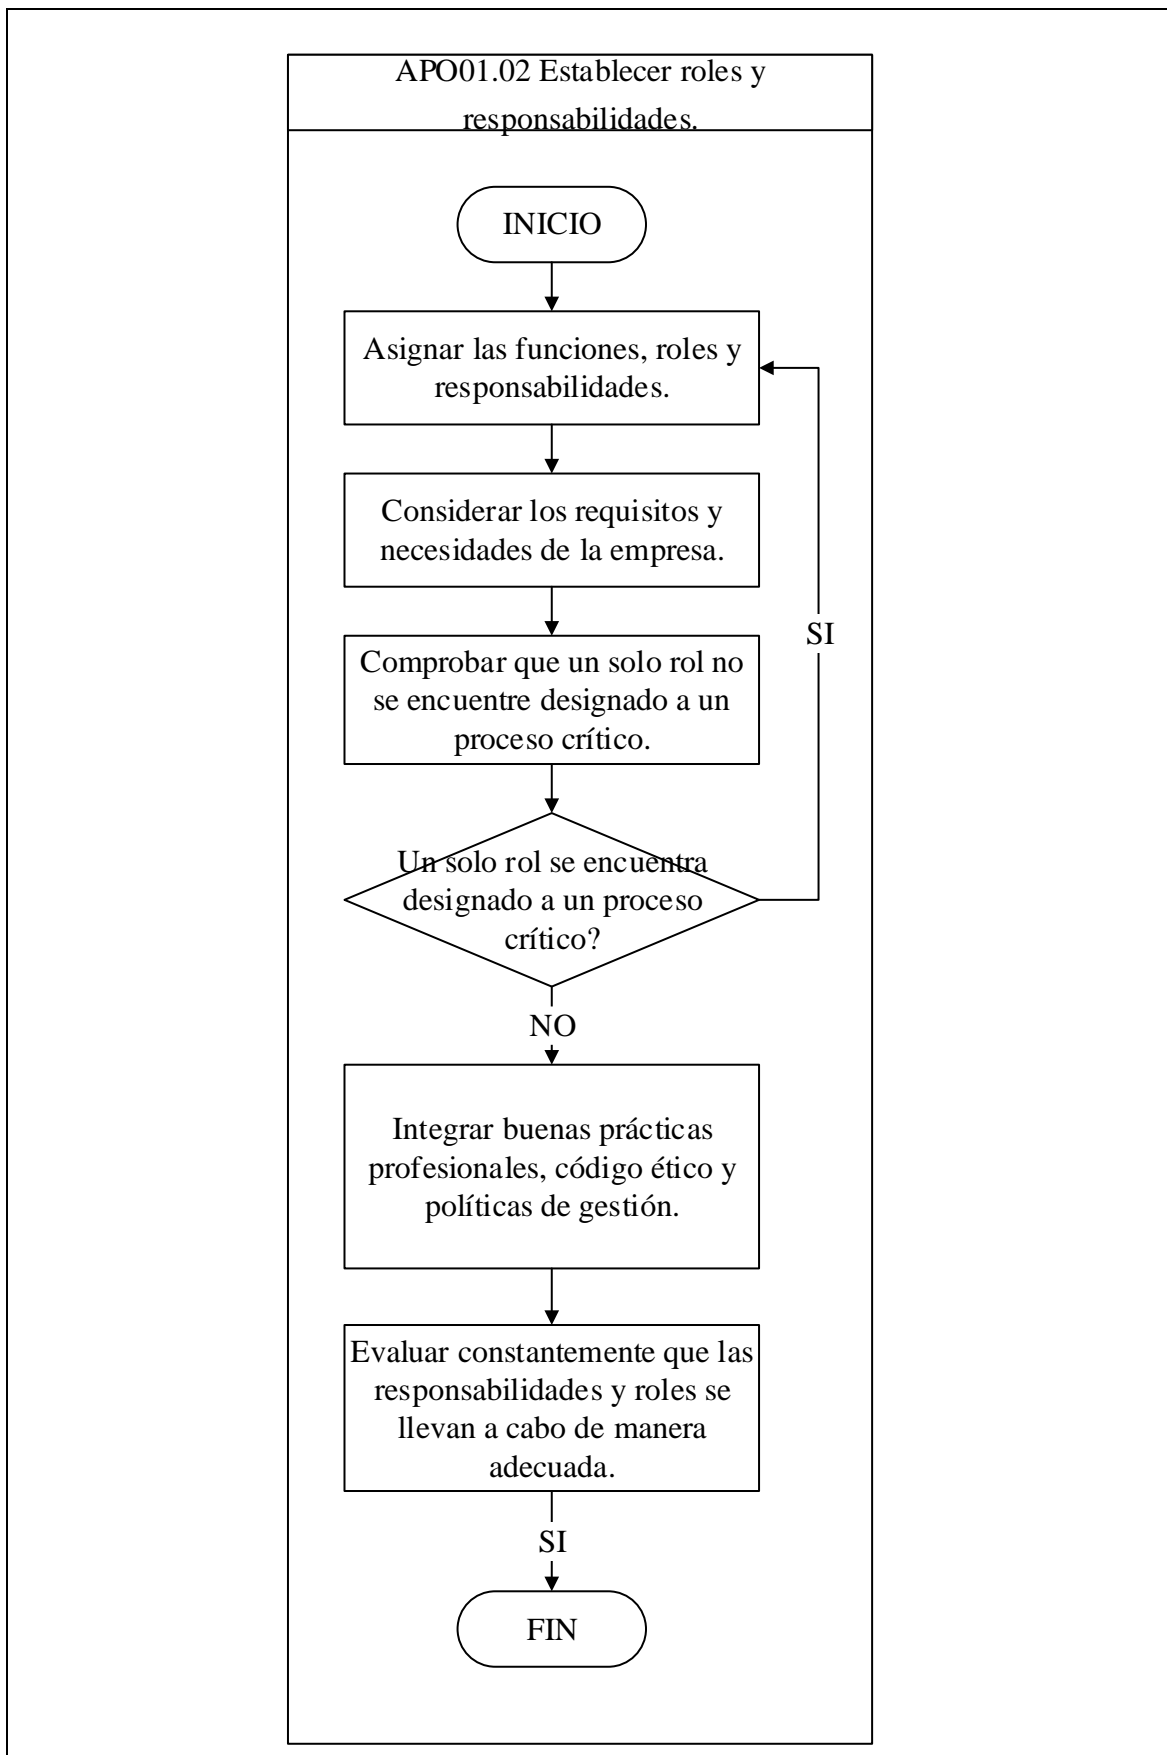 APO01.02 Establecer roles y
responsabilidades.
INICIO
Asignar las funciones, roles y
responsabilidades.
Considerar los requisitos y
necesidades de la empresa.
SI
Comprobar que un solo rol no
se encuentre designado a un
proceso crítico.
Un solo rol se encuentra
designado a un proceso
crítico?
NO
Integrar buenas prácticas
profesionales, código ético y
políticas de gestión.
Evaluar constantemente que las
responsabilidades y roles se
llevan a cabo de manera
adecuada.
SI
FIN